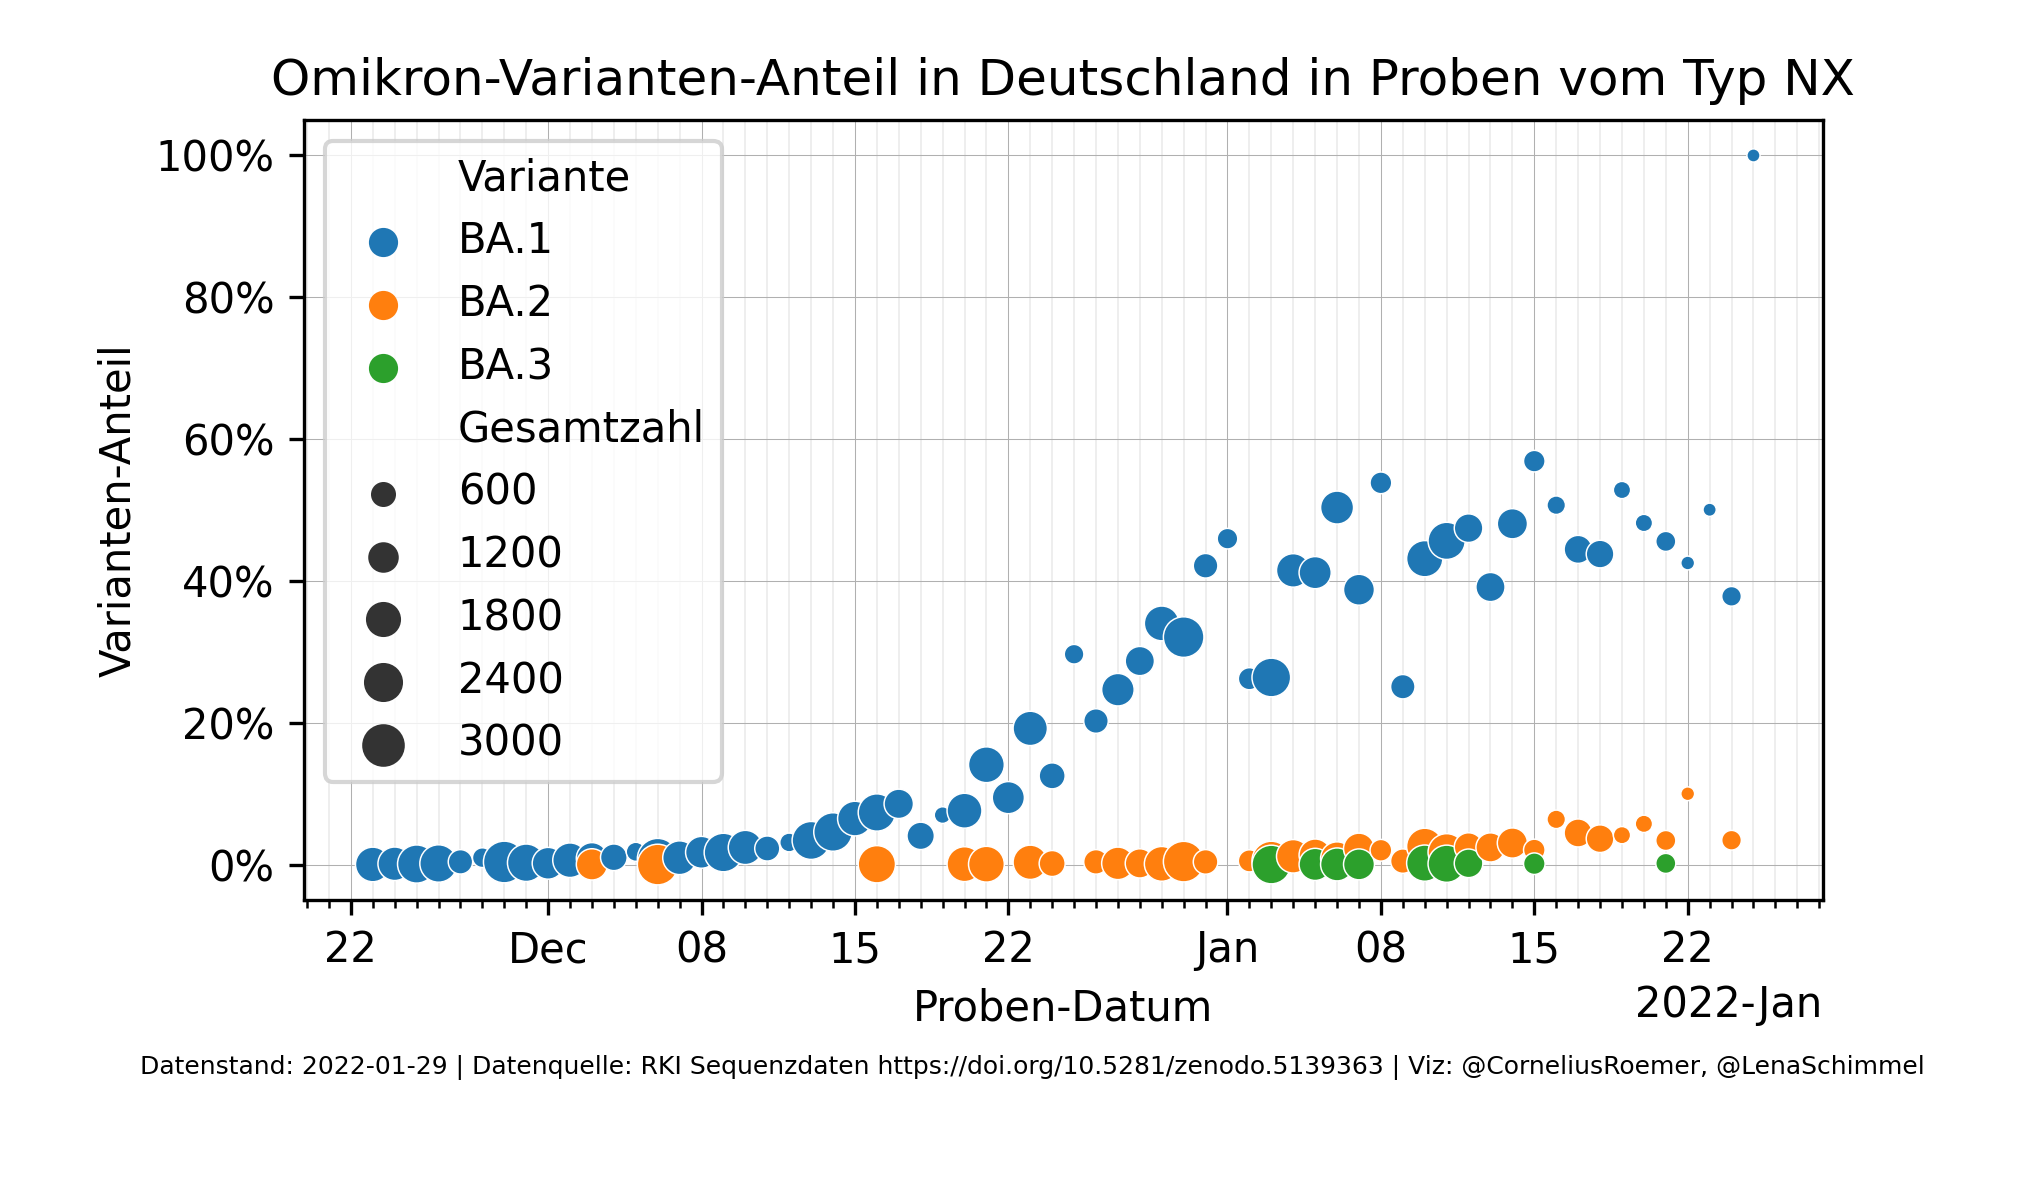 Omikron-Varianten-Anteil in Deutschland in Proben vom Typ NX
100%
80%
60%
40%
20%
0%
Varianten-Anteil
Variante
BA.1
BA.2
BA.3
Gesamtzahl
600
1200
1800
2400
3000
22 Dec 08 15 22 Jan 08 15 22
Proben-Datum
2022-Jan
Datenstand: 2022-01-29 | Datenquelle: RKI Sequenzdaten https://doi.org/10.5281/zenodo.5139363 | Viz: @CorneliusRoemer, @LenaSchimmel